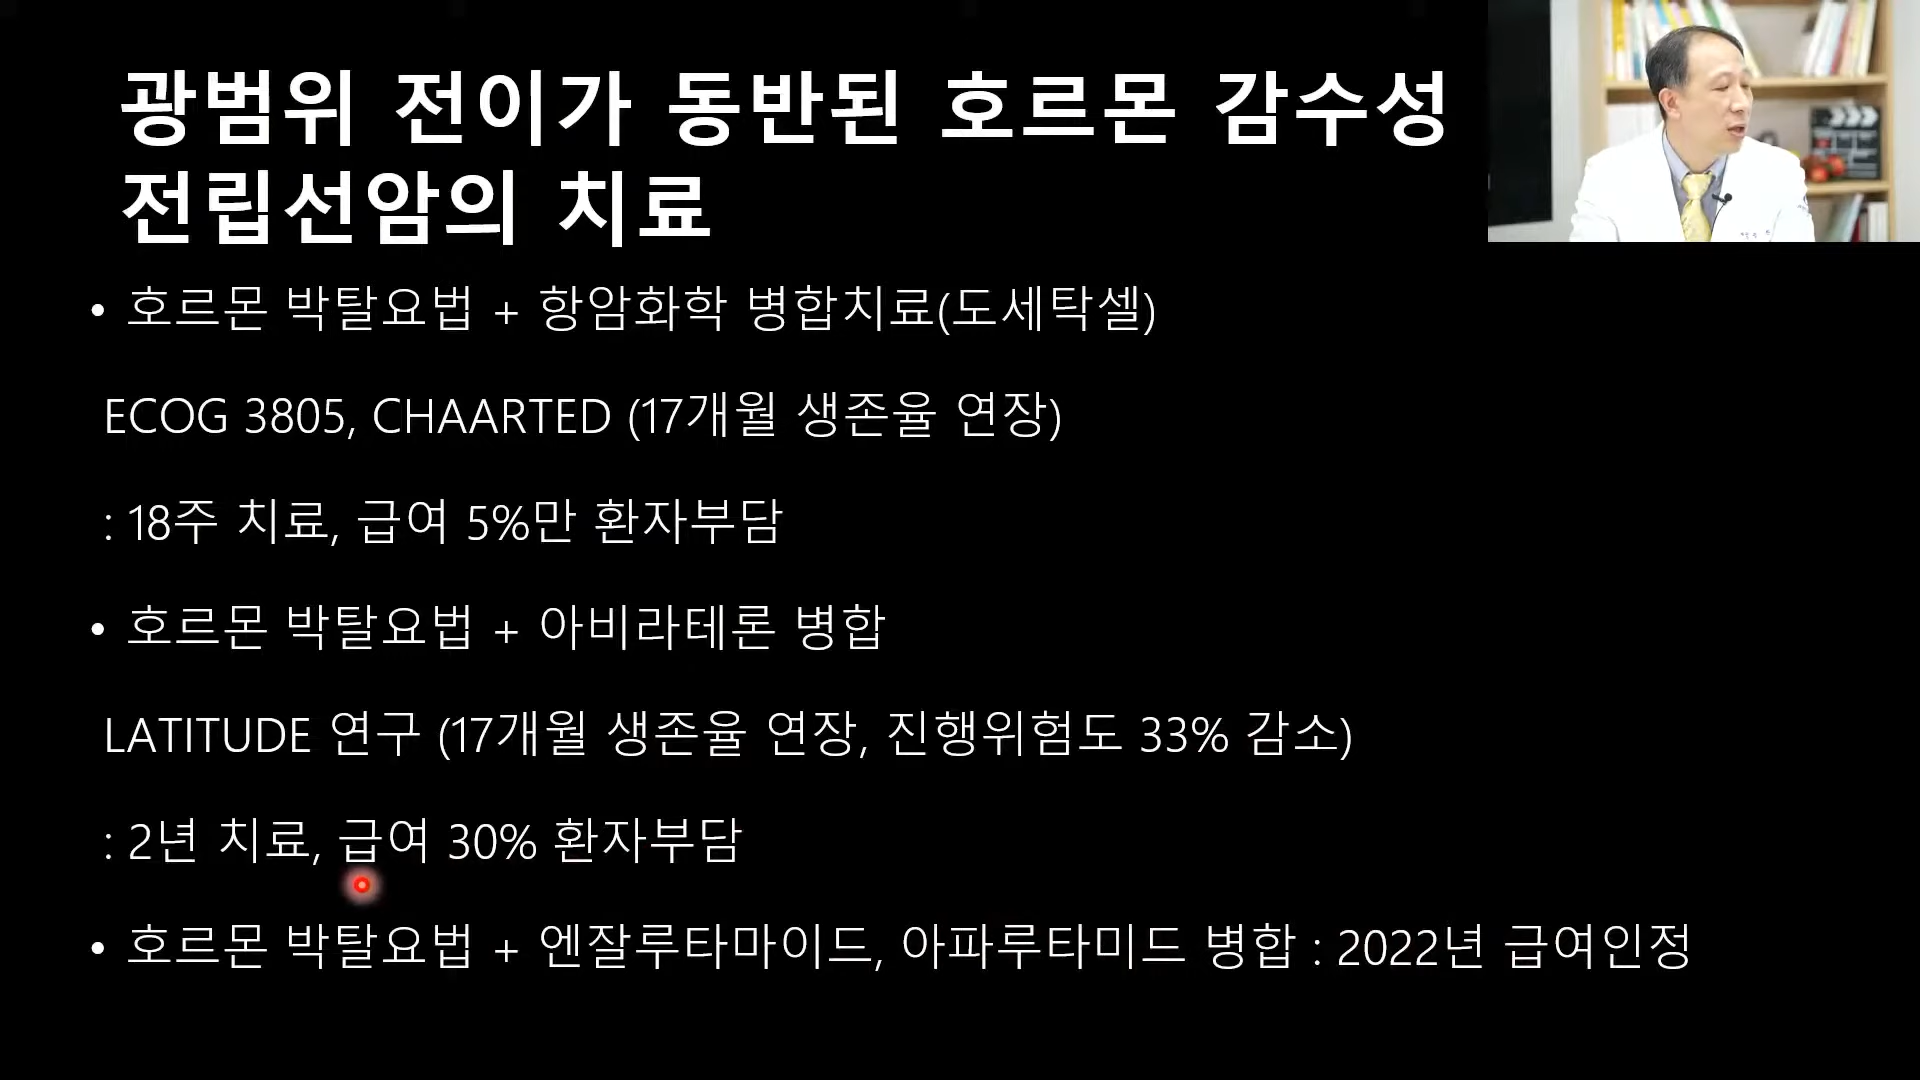 광범위 전이가 동반된 호르몬 감수성
전립선암의 치료
• 호르몬 박탈요법 + 항암화학 병합치료(도세탁셀)
ECOG 3805, CHAARTED (17개월 생존율 연장)
: 18주 치료, 급여 5%만 환자부담
• 호르몬 박탈요법 + 아비라테론 병합
LATITUDE 연구 (17개월 생존율 연장, 진행위험도 33% 감소)
: 2년 치료, 급여 30% 환자부담
• 호르몬 박탈요법 + 엔잘루타마이드, 아파루타미드 병합 : 2022년 급여인정